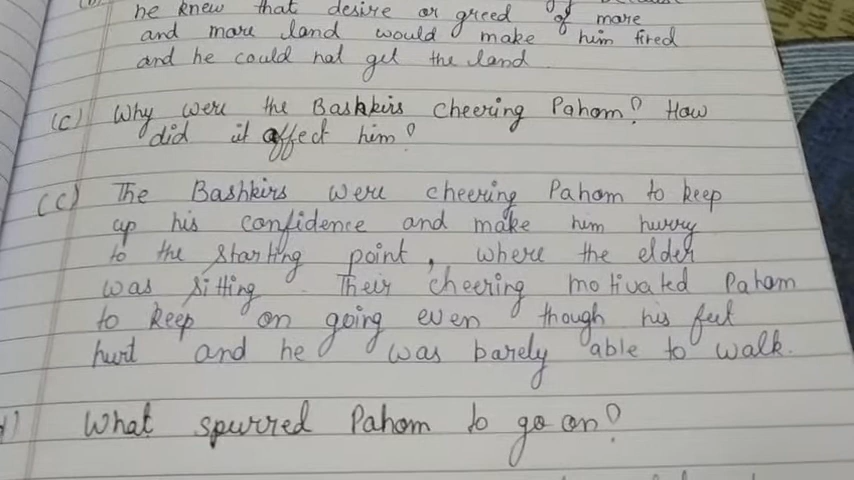 he knew that desire or greed of more
and more land would make him tired
and he could not get the land
(c) Why were the Bashkirs cheering Pahom? How
did it affect him?
(c) The Bashkirs were cheering Pahom to keep
up his confidence and make him hurry
to the starting point, where the elder
was sitting. Their cheering motivated Pahom
to keep on going even though his feet
hurt and he was barely able to walk.
What spurred Pahom to go on?